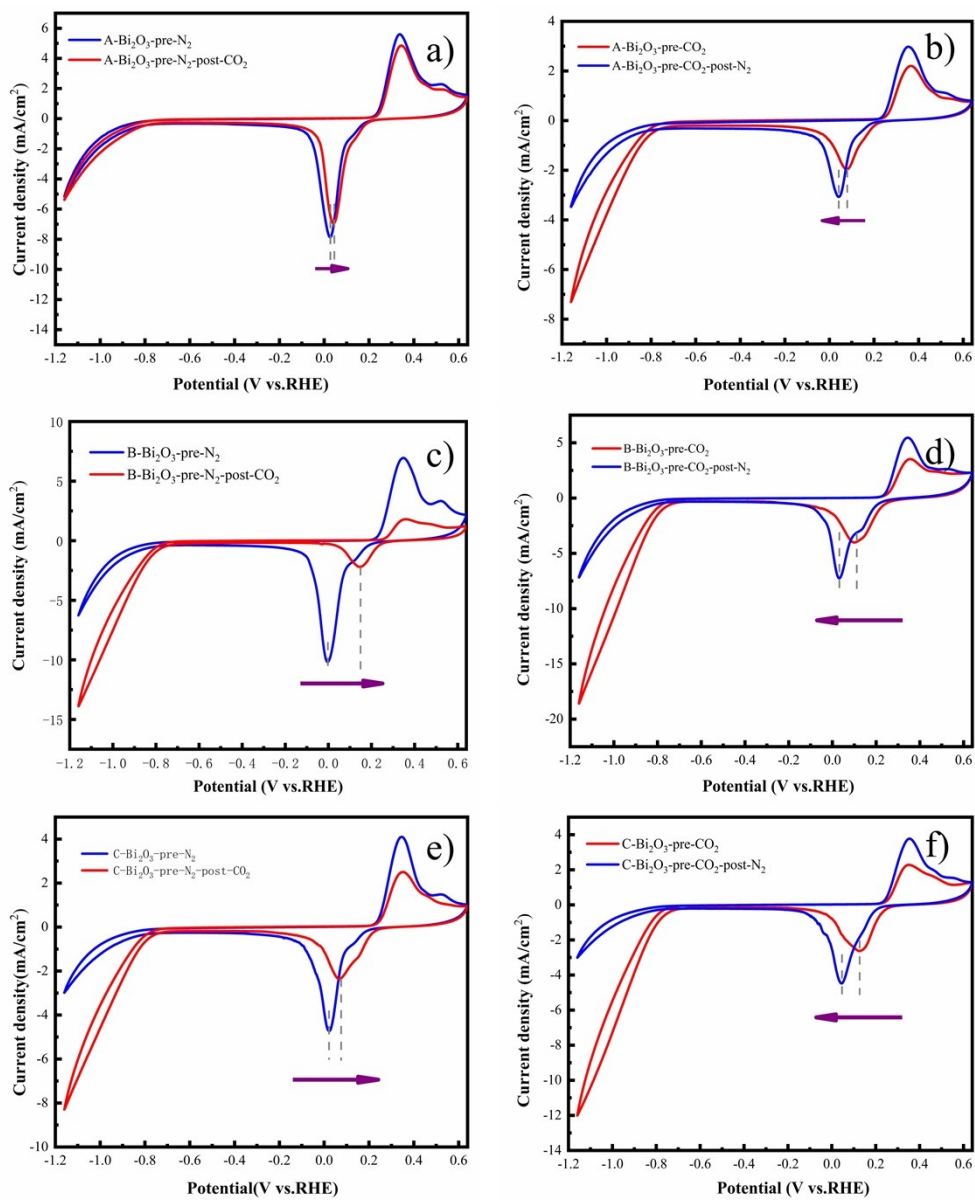 A-Bi₂O₃-pre-N₂
A-Bi₂O₃-pre-N₂-post-CO₂
a)
Current density (mA/cm²)
6
4
2
0
-2
-4
-6
-8
-10
-12
-14
-1.2 -1.0 -0.8 -0.6 -0.4 -0.2 0.0 0.2 0.4 0.6
Potential (V vs.RHE)
A-Bi₂O₃-pre-CO₂
A-Bi₂O₃-pre-CO₂-post-N₂
b)
Current density (mA/cm²)
4
2
0
-2
-4
-6
-8
-1.2 -1.0 -0.8 -0.6 -0.4 -0.2 0.0 0.2 0.4 0.6
Potential (V vs.RHE)
B-Bi₂O₃-pre-N₂
B-Bi₂O₃-pre-N₂-post-CO₂
c)
Current density (mA/cm²)
10
5
0
-5
-10
-15
-1.2 -1.0 -0.8 -0.6 -0.4 -0.2 0.0 0.2 0.4 0.6
Potential (V vs.RHE)
B-Bi₂O₃-pre-CO₂
B-Bi₂O₃-pre-CO₂-post-N₂
d)
Current density (mA/cm²)
5
0
-5
-10
-15
-20
-1.2 -1.0 -0.8 -0.6 -0.4 -0.2 0.0 0.2 0.4 0.6
Potential (V vs.RHE)
C-Bi₂O₃-pre-N₂
C-Bi₂O₃-pre-N₂-post-CO₂
e)
Current density(mA/cm²)
4
2
0
-2
-4
-6
-8
-10
-1.2 -1.0 -0.8 -0.6 -0.4 -0.2 0.0 0.2 0.4 0.6
Potential(V vs.RHE)
C-Bi₂O₃-pre-CO₂
C-Bi₂O₃-pre-CO₂-post-N₂
f)
Current density (mA/cm²)
4
2
0
-2
-4
-6
-8
-10
-12
-14
-1.2 -1.0 -0.8 -0.6 -0.4 -0.2 0.0 0.2 0.4 0.6
Potential (V vs.RHE)